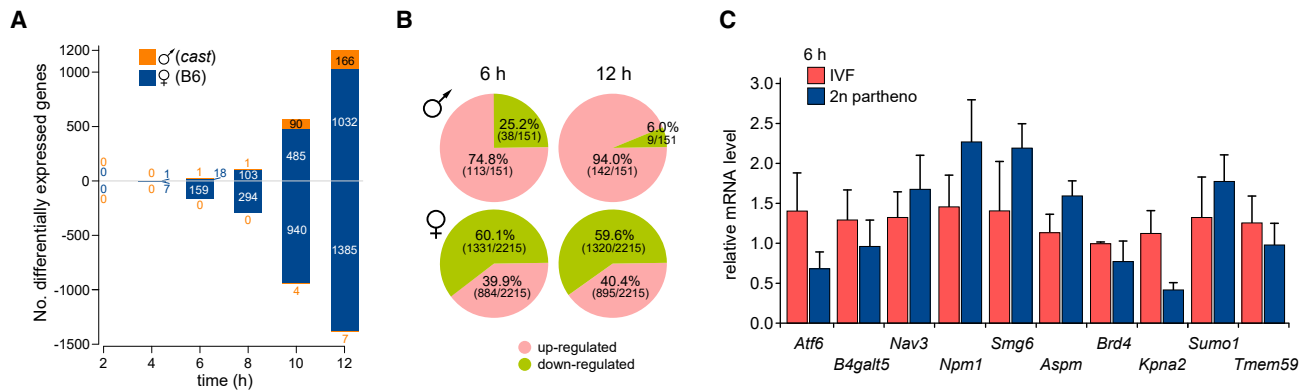 A
No. differentially expressed genes
1200
1000
500
0
-500
-1000
-1500
♂ (cast)
♀ (B6)
0
0
0
0
0
1
0
7
1
18
159
0
1
103
294
0
90
485
940
4
166
1032
1385
7
2 4 6 8 10 12
time (h)
B
6 h 12 h
♂
25.2%
(38/151)
74.8%
(113/151)
6.0%
9/151
94.0%
(142/151)
♀
60.1%
(1331/2215)
39.9%
(884/2215)
59.6%
(1320/2215)
40.4%
(895/2215)
up-regulated
down-regulated
C
6 h
IVF
2n partheno
relative mRNA level
3.0
2.5
2.0
1.5
1.0
0.5
0.0
Atf6
B4galt5
Nav3
Npm1
Smg6
Aspm
Brd4
Kpna2
Sumo1
Tmem59